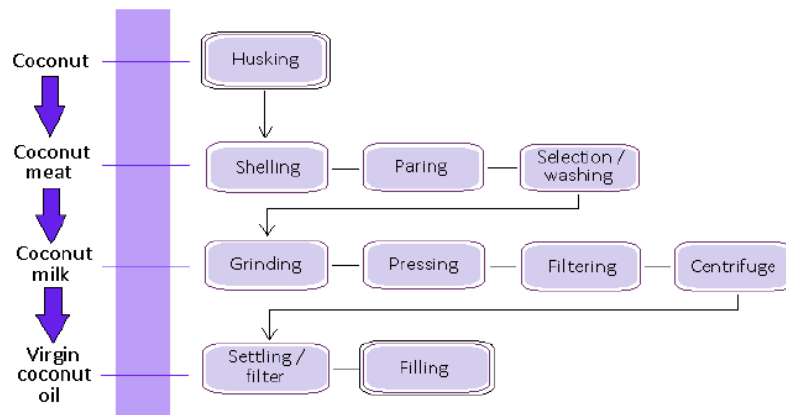 Coconut
Husking
Coconut
meat
Shelling
Paring
Selection /
washing
Coconut
milk
Grinding
Pressing
Filtering
Centrifuge
Virgin
coconut
oil
Settling /
filter
Filling